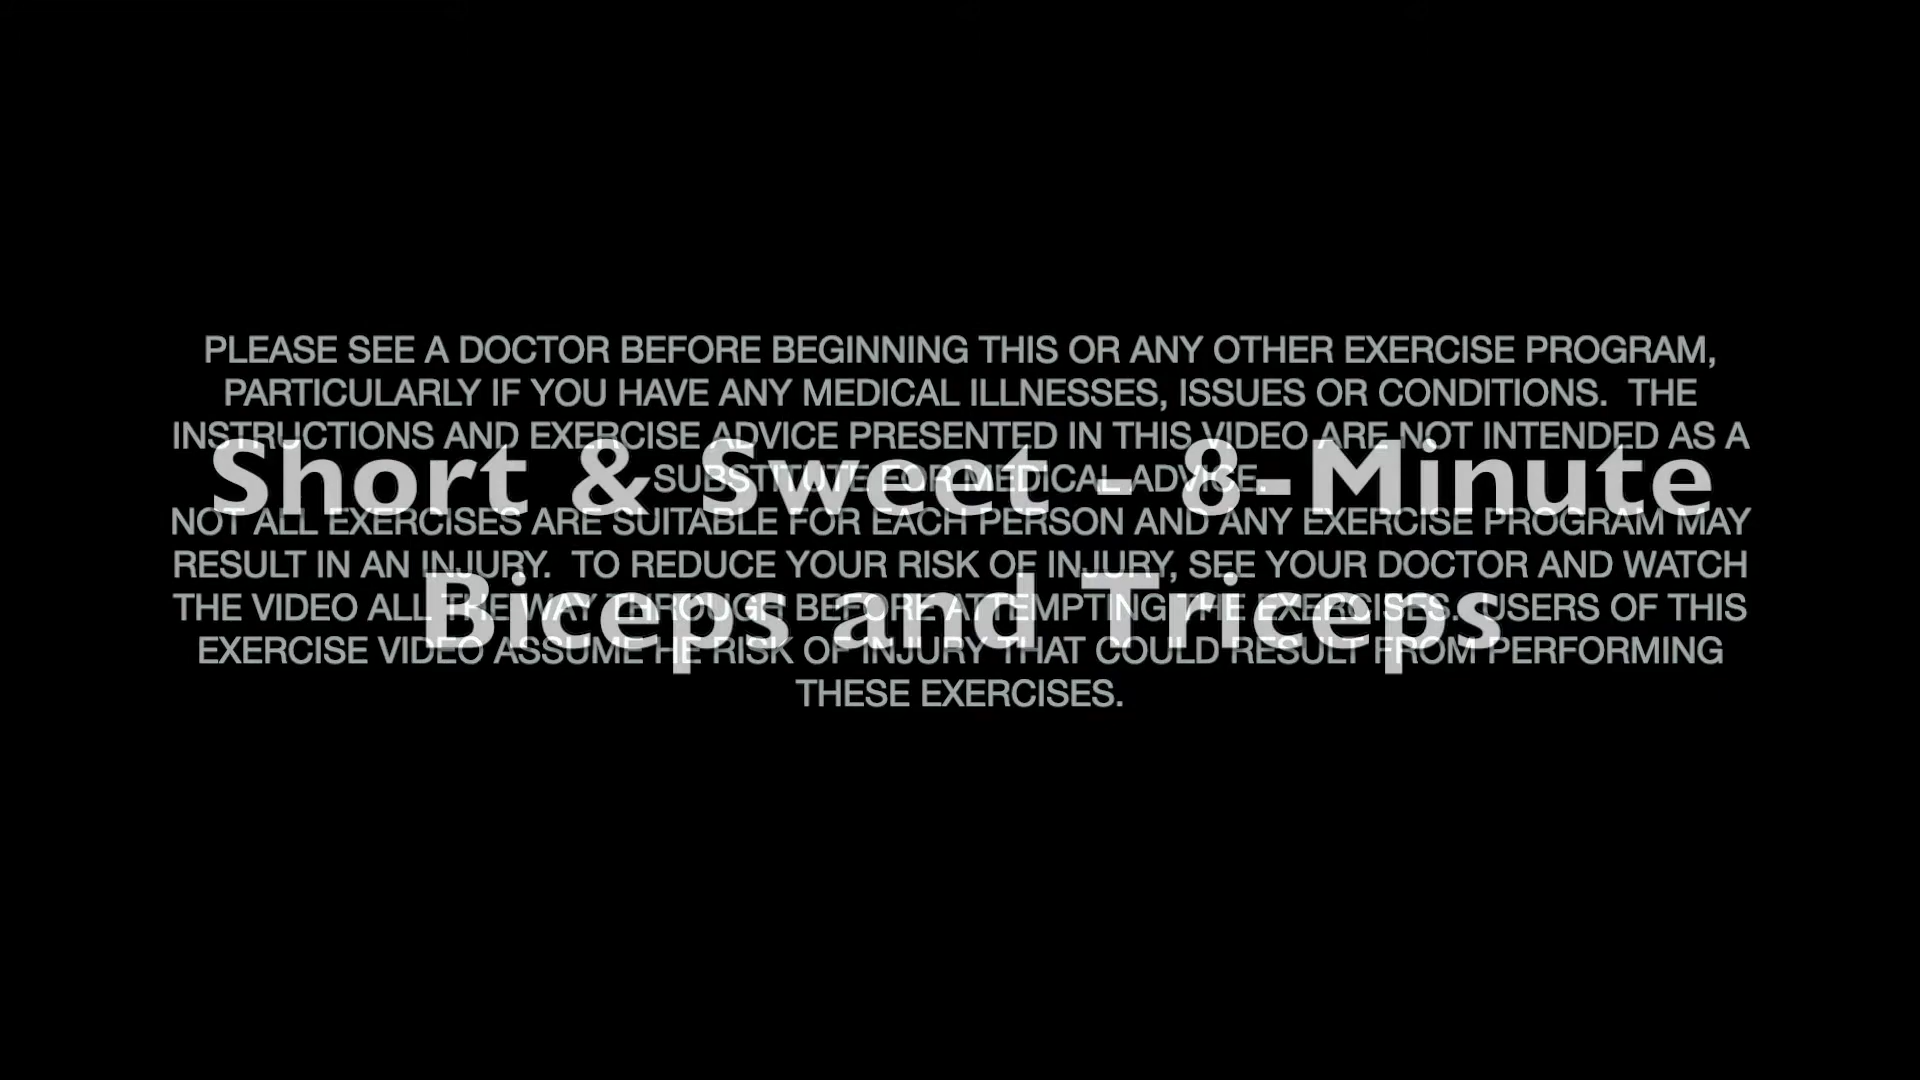 PLEASE SEE A DOCTOR BEFORE BEGINNING THIS OR ANY OTHER EXERCISE PROGRAM,
PARTICULARLY IF YOU HAVE ANY MEDICAL ILLNESSES, ISSUES OR CONDITIONS. THE
INSTRUCTIONS AND EXERCISE ADVICE PRESENTED IN THIS VIDEO ARE NOT INTENDED AS A
SUBSTITUTE FOR MEDICAL ADVICE.
NOT ALL EXERCISES ARE SUITABLE FOR EACH PERSON AND ANY EXERCISE PROGRAM MAY
RESULT IN AN INJURY. TO REDUCE YOUR RISK OF INJURY, SEE YOUR DOCTOR AND WATCH
THE VIDEO ALL THE WAY THROUGH BEFORE ATTEMPTING THE EXERCISES. USERS OF THIS
EXERCISE VIDEO ASSUME HE RISK OF INJURY THAT COULD RESULT FROM PERFORMING
THESE EXERCISES.
Short & Sweet - 8-Minute
Biceps and Triceps